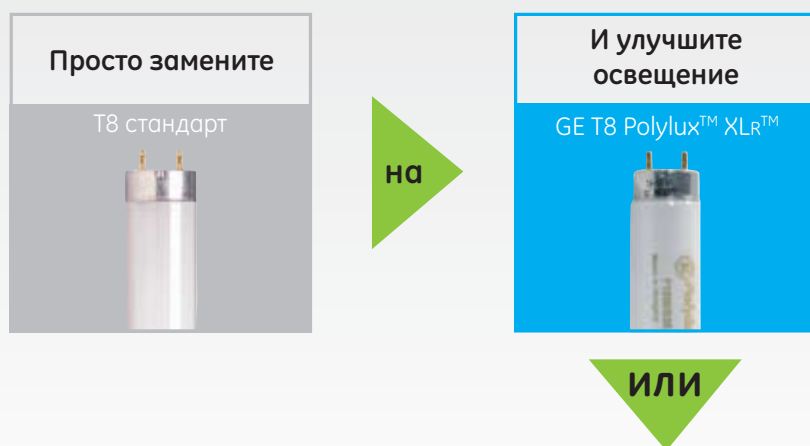 Просто замените
T8 стандарт
на
И улучшите
освещение
GE T8 Polylux™ XLR™
или